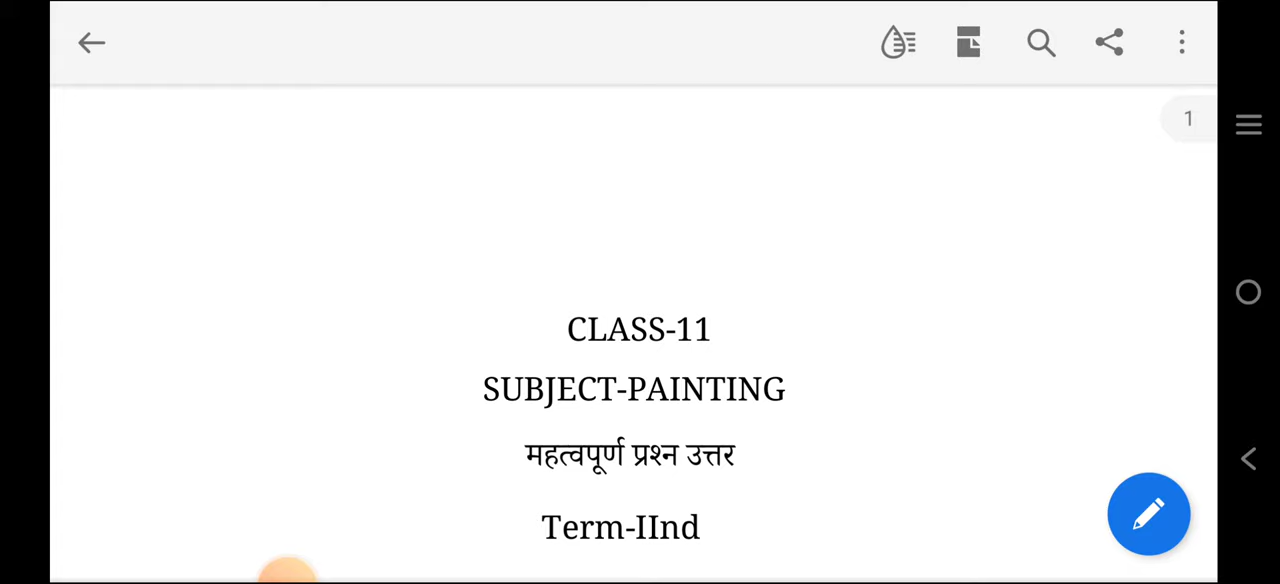 1
CLASS-11
SUBJECT-PAINTING
महत्वपूर्ण प्रश्न उत्तर
Term-IInd